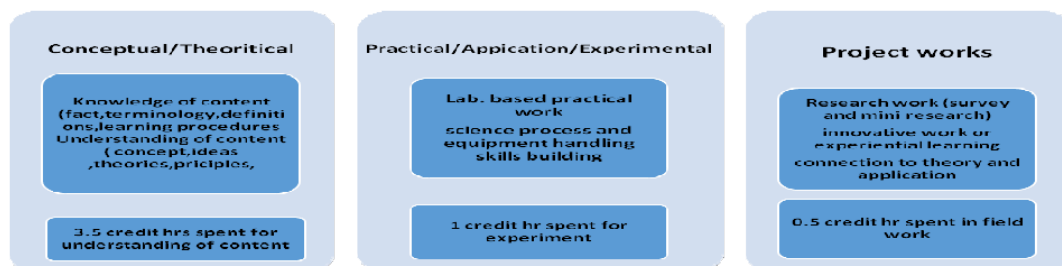 Conceptual/Theoritical
Knowledge of content
(fact,terminology,definiti
ons,learning procedures
Understanding of content
( concept,ideas
,theories,priciples,
3.5 credit hrs spent for
understanding of content
Practical/Appication/Experimental
Lab. based practical
work
science process and
equipment handling
skills building
1 credit hr spent for
experiment
Project works
Research work (survey
and mini research)
innovative work or
experiential learning
connection to theory and
application
0.5 credit hr spent in field
work